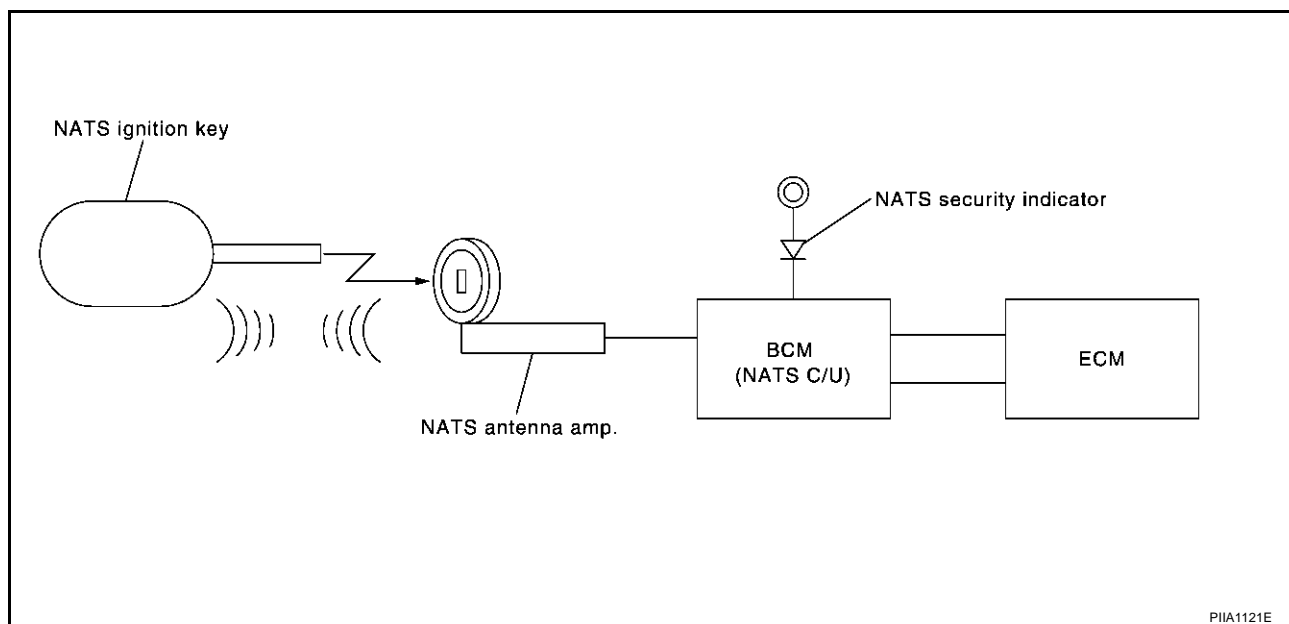 NATS ignition key
NATS security indicator
BCM
(NATS C/U)
ECM
NATS antenna amp.
PIIA1121E